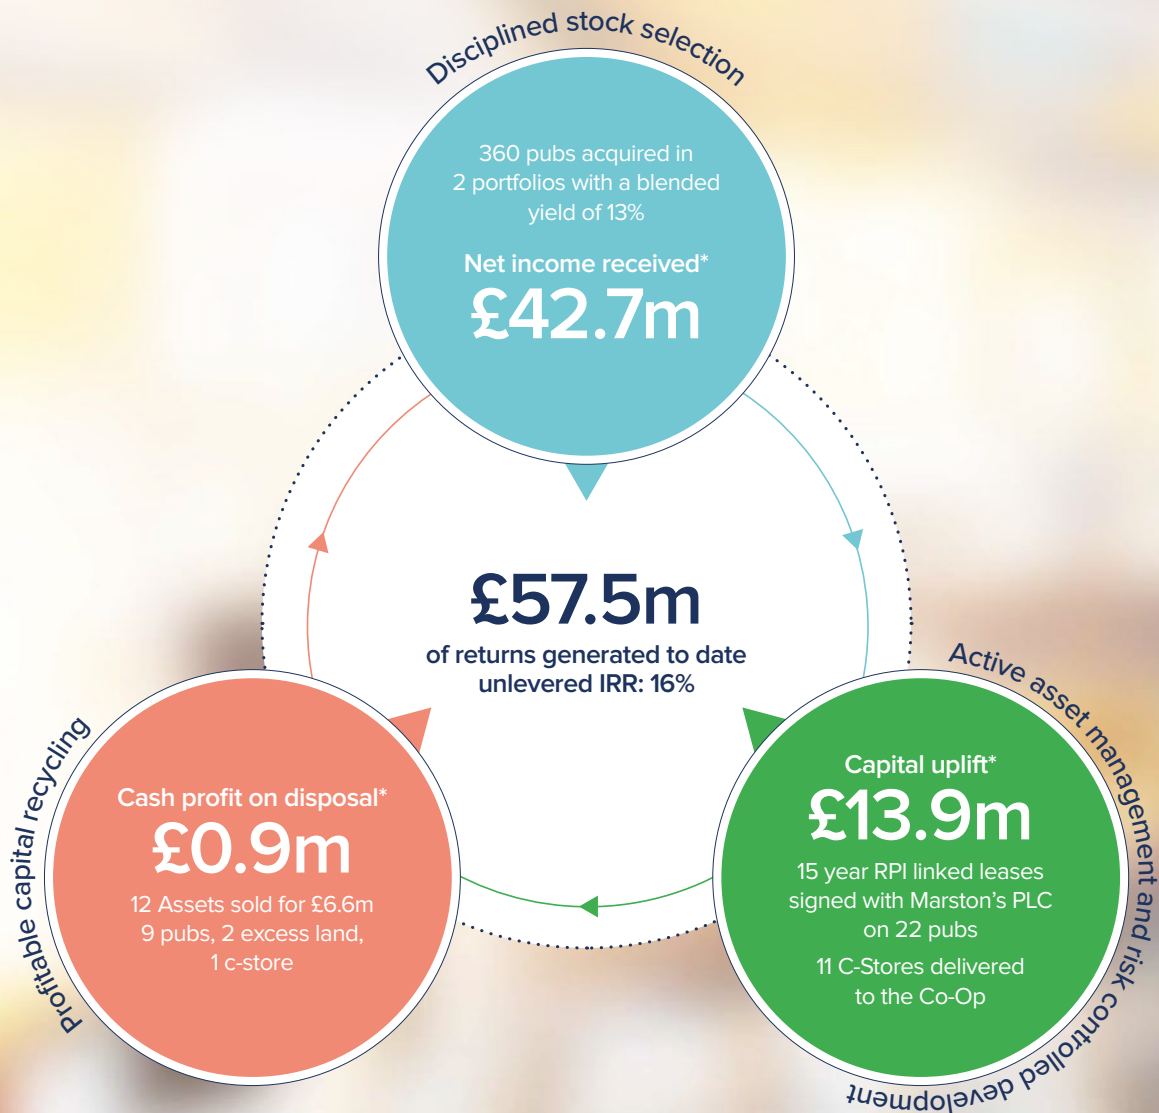 Disciplined stock selection
360 pubs acquired in
2 portfolios with a blended
yield of 13%
Net income received*
£42.7m
£57.5m
of returns generated to date
unlevered IRR: 16%
Active asset management and risk controlled development
Capital uplift*
£13.9m
15 year RPI linked leases
signed with Marston's PLC
on 22 pubs
11 C-Stores delivered
to the Co-Op
Profitable capital recycling
Cash profit on disposal*
£0.9m
12 Assets sold for £6.6m
9 pubs, 2 excess land,
1 c-store